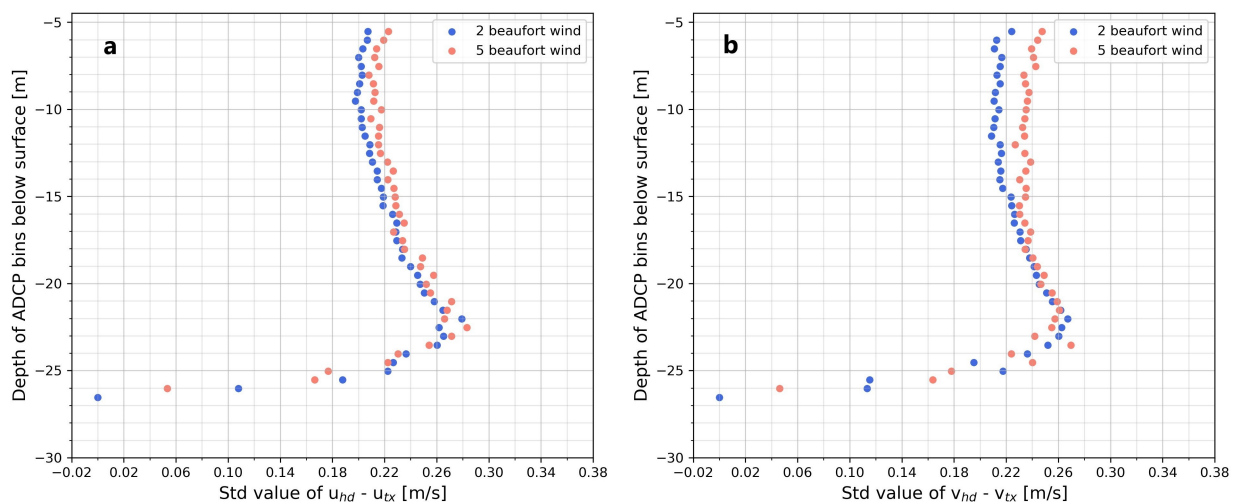 a
2 beaufort wind
5 beaufort wind
Depth of ADCP bins below surface [m]
−5
−10
−15
−20
−25
−30
−0.02 0.02 0.06 0.10 0.14 0.18 0.22 0.26 0.30 0.34 0.38
Std value of u_hd - u_tx [m/s]
b
2 beaufort wind
5 beaufort wind
Depth of ADCP bins below surface [m]
−5
−10
−15
−20
−25
−30
−0.02 0.02 0.06 0.10 0.14 0.18 0.22 0.26 0.30 0.34 0.38
Std value of v_hd - v_tx [m/s]